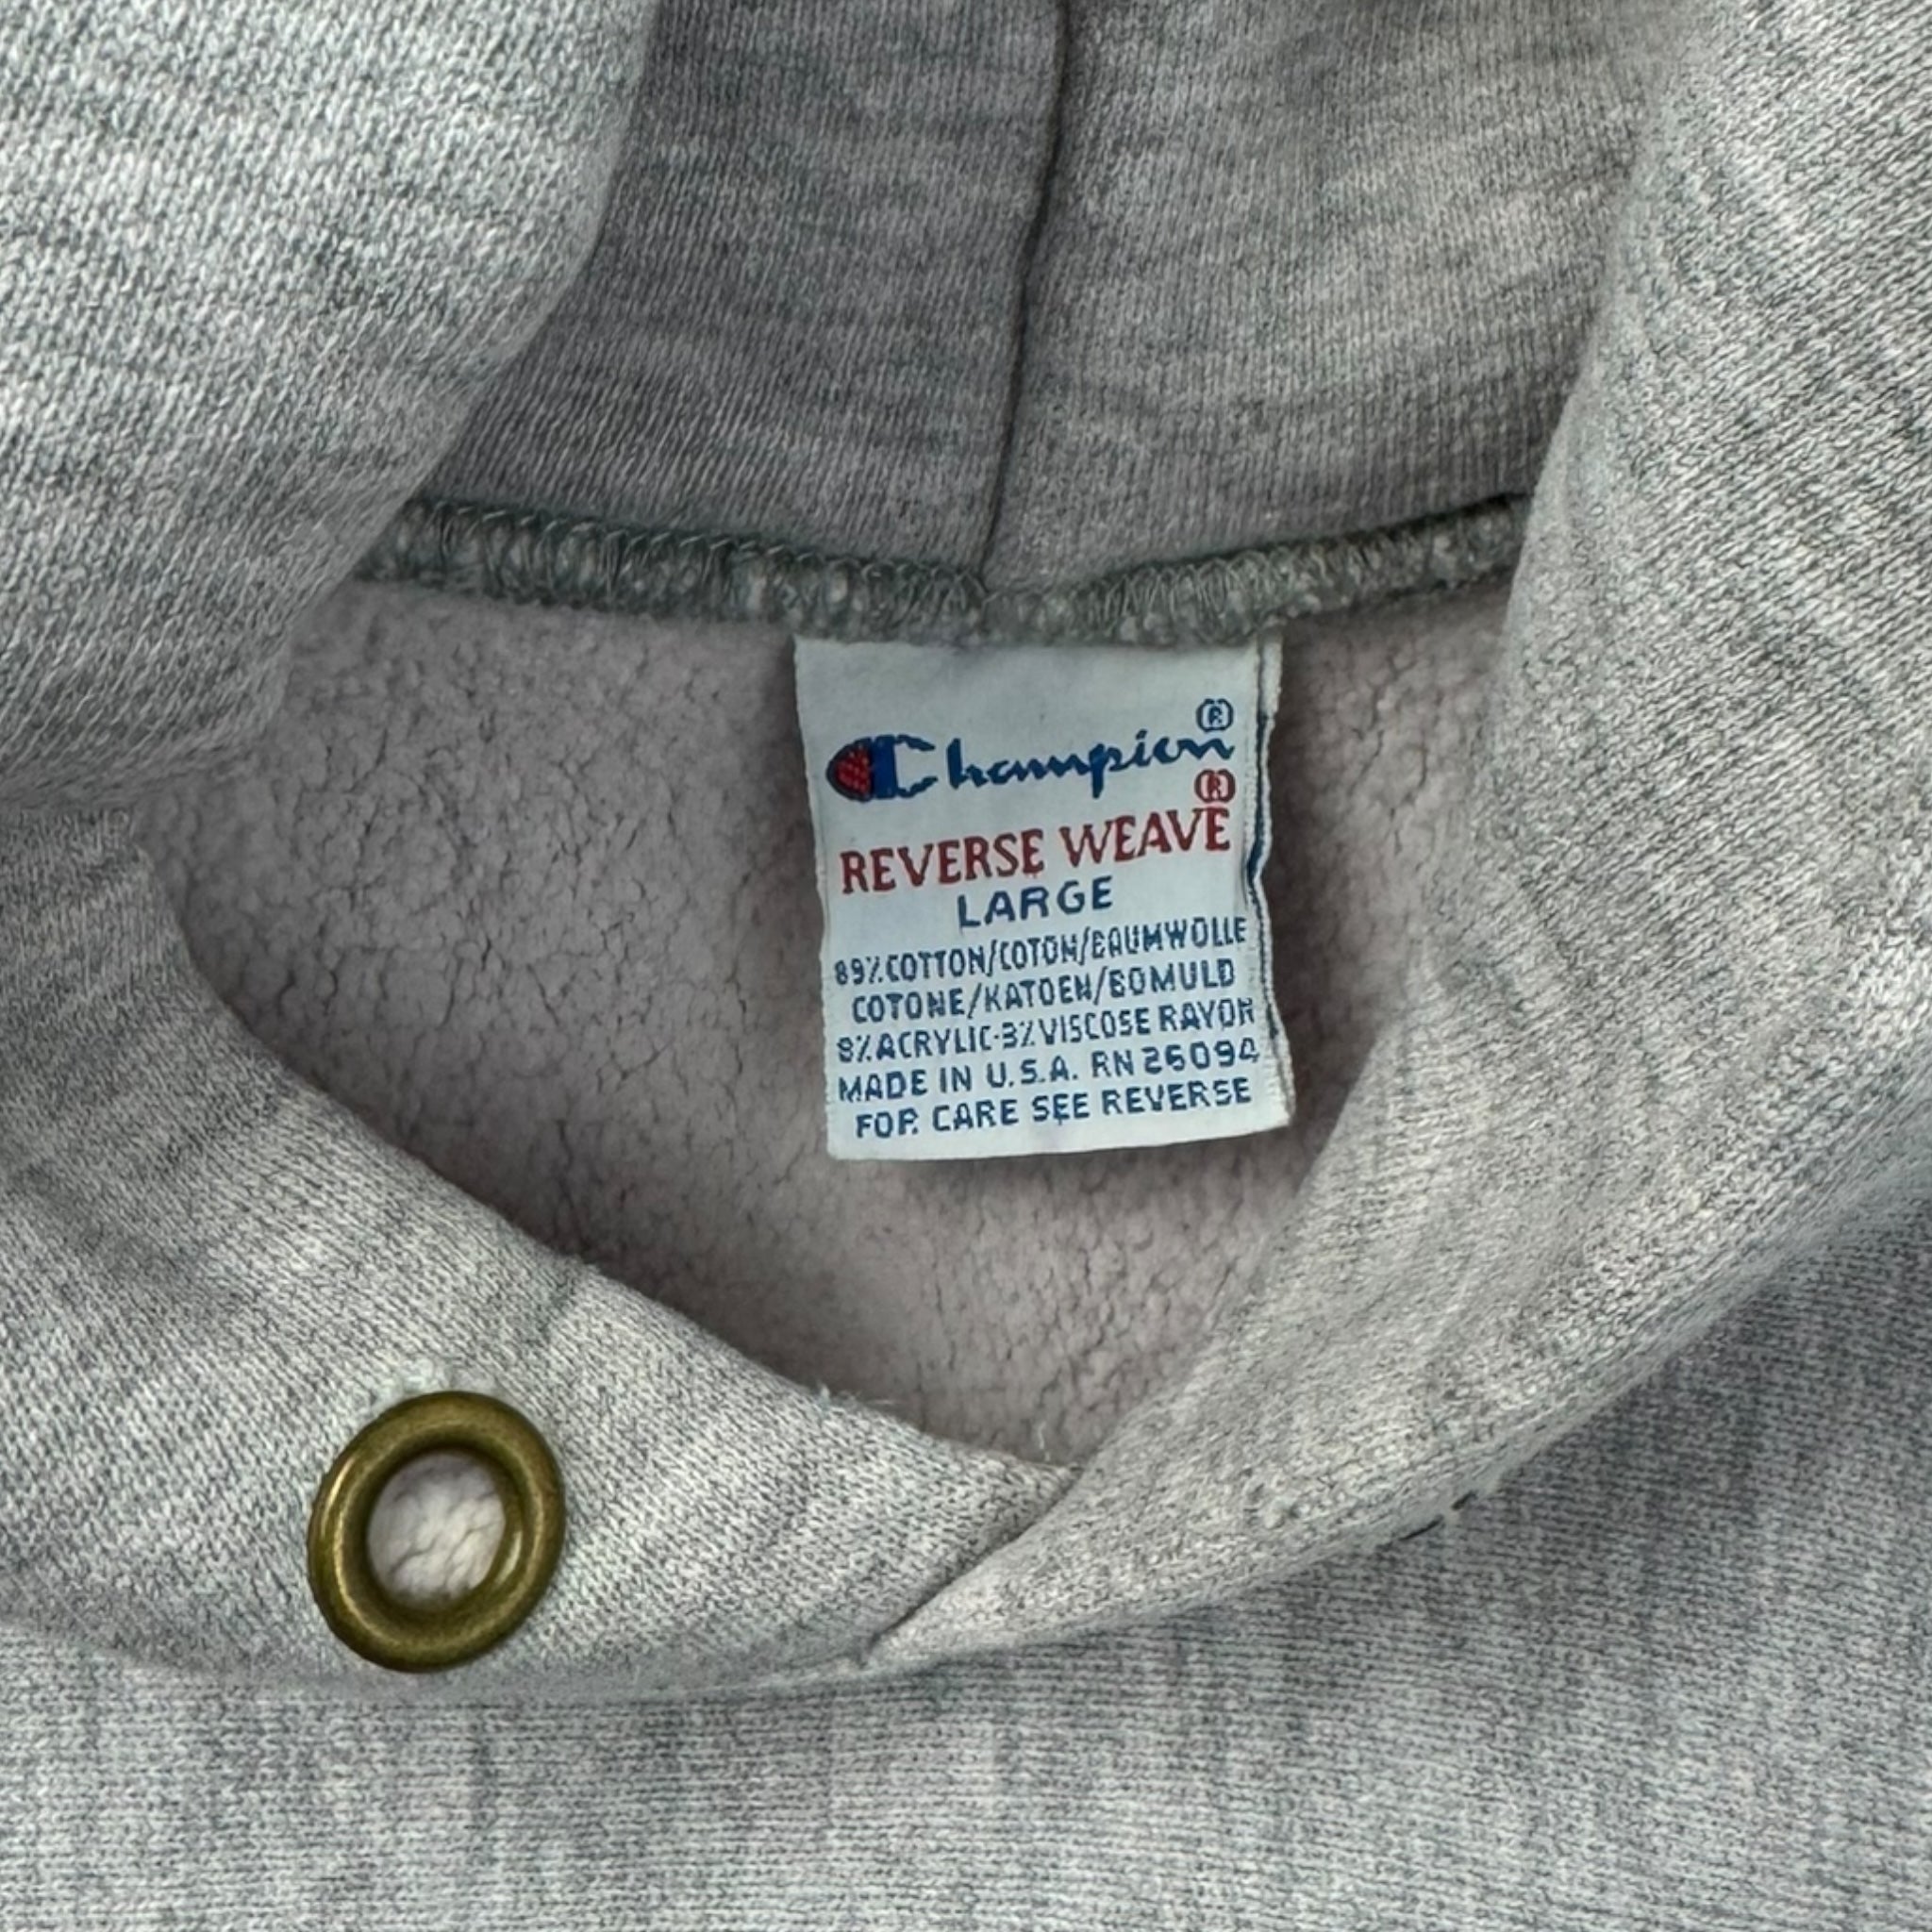 Champion®
REVERSE WEAVE®
LARGE
89% COTTON/COTON/BAUMWOLLE
COTONE/KATOEN/BOMULD
8% ACRYLIC-3% VISCOSE RAYON
MADE IN U.S.A. RN 26094
FOR CARE SEE REVERSE